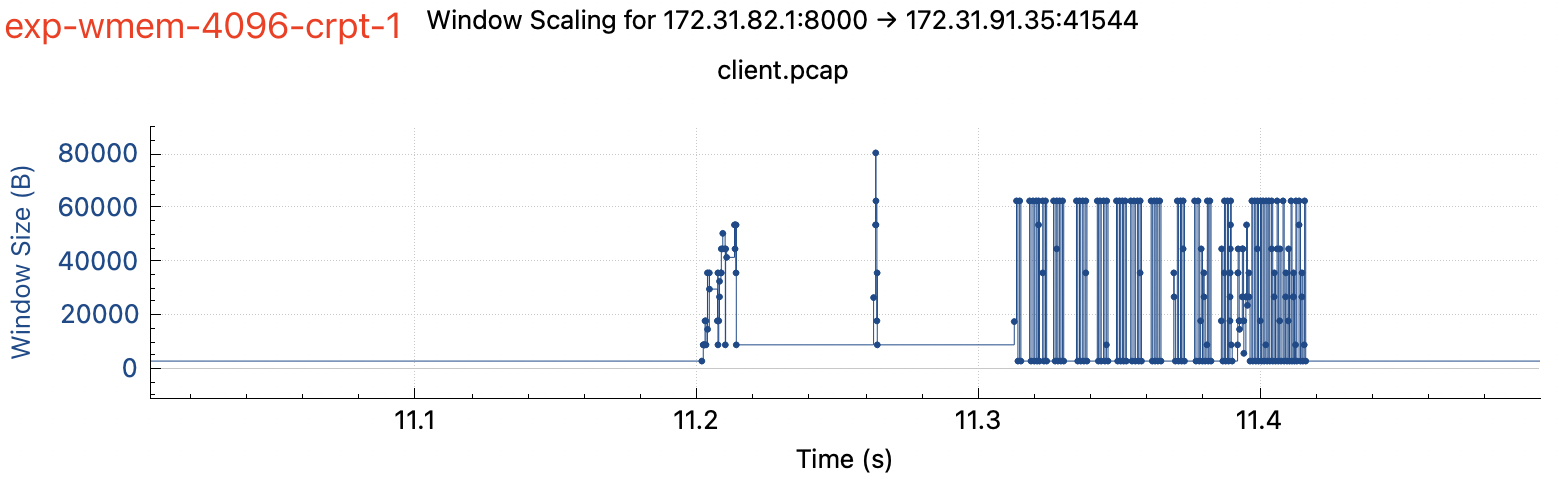 exp-wmem-4096-crpt-1 Window Scaling for 172.31.82.1:8000 → 172.31.91.35:41544
client.pcap
Window Size (B)
80000
60000
40000
20000
0
11.1 11.2 11.3 11.4
Time (s)